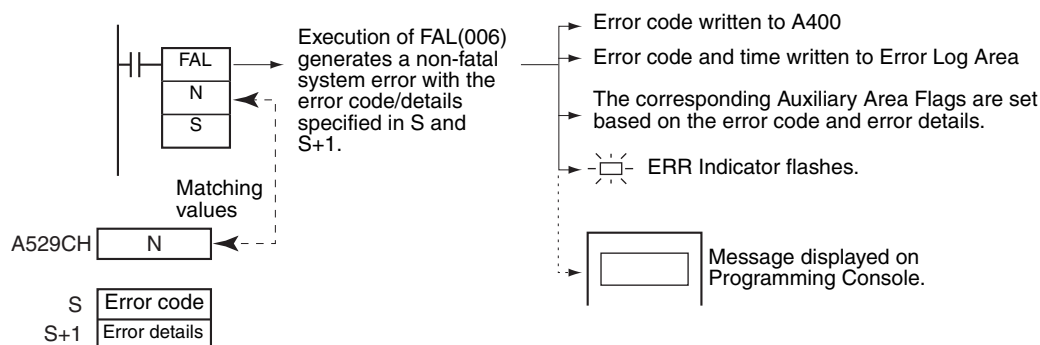 FAL
N
S
Execution of FAL(006)
generates a non-fatal
system error with the
error code/details
specified in S and
S+1.
Error code written to A400
Error code and time written to Error Log Area
The corresponding Auxiliary Area Flags are set
based on the error code and error details.
ERR Indicator flashes.
Message displayed on
Programming Console.
Matching
values
A529CH N
S Error code
S+1 Error details